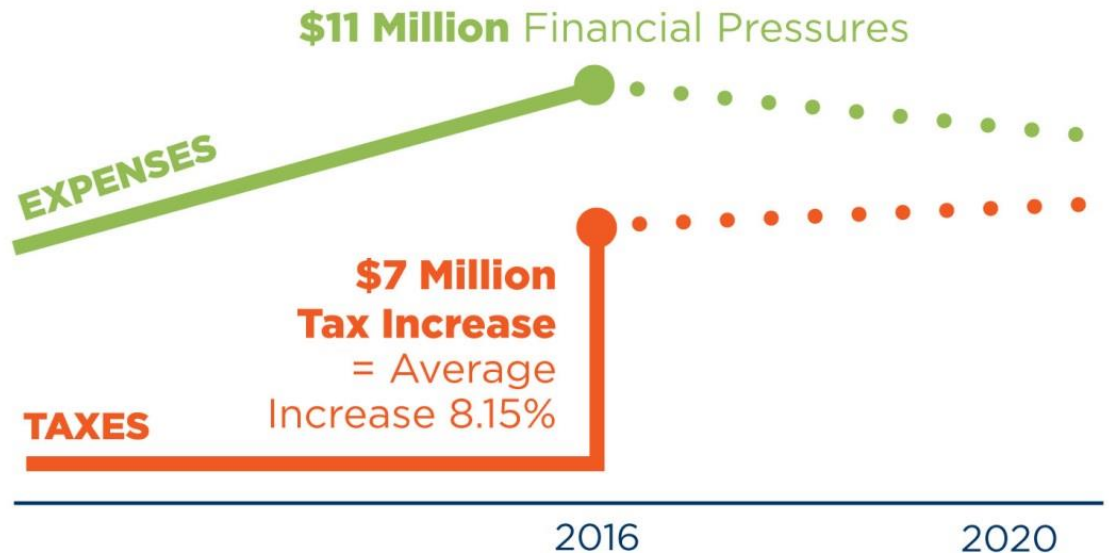 $11 Million Financial Pressures
EXPENSES
$7 Million
Tax Increase
= Average
Increase 8.15%
TAXES
2016
2020